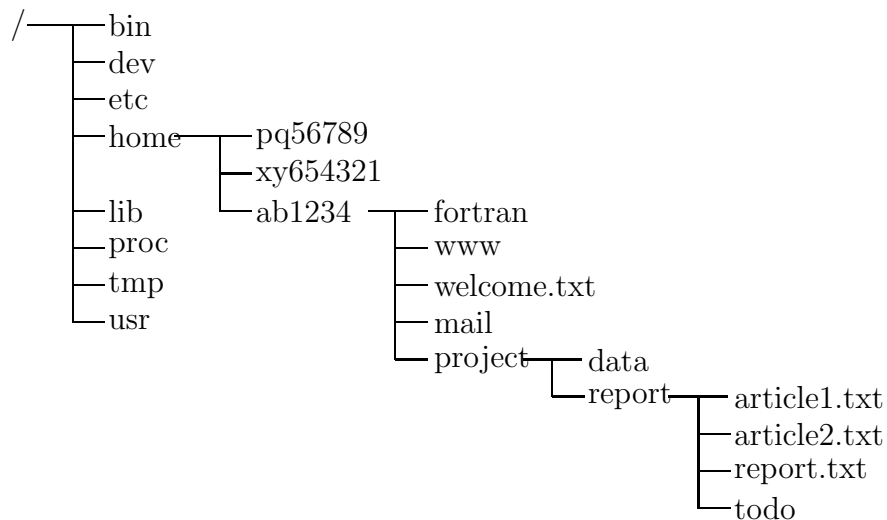 / bin
dev
etc
home pq56789
xy654321
lib ab1234 fortran
proc www
tmp welcome.txt
usr mail
project data
report article1.txt
article2.txt
report.txt
todo